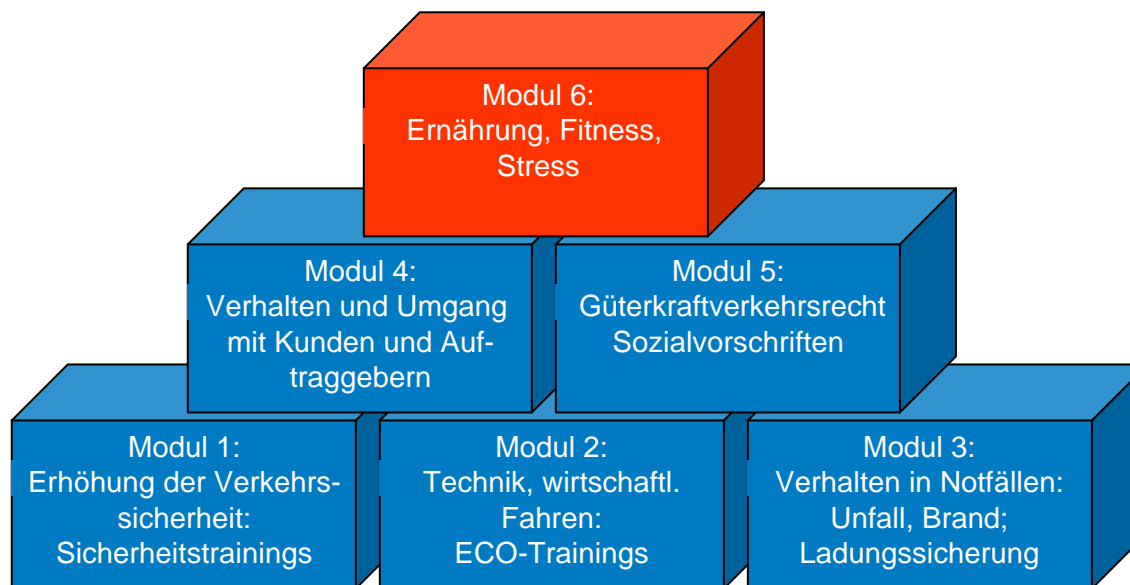 Modul 6:
Ernährung, Fitness,
Stress
Modul 4:
Verhalten und Umgang
mit Kunden und Auf-
traggebern
Modul 5:
Güterkraftverkehrsrecht
Sozialvorschriften
Modul 1:
Erhöhung der Verkehrs-
sicherheit:
Sicherheitstrainings
Modul 2:
Technik, wirtschaftl.
Fahren:
ECO-Trainings
Modul 3:
Verhalten in Notfällen:
Unfall, Brand;
Ladungssicherung